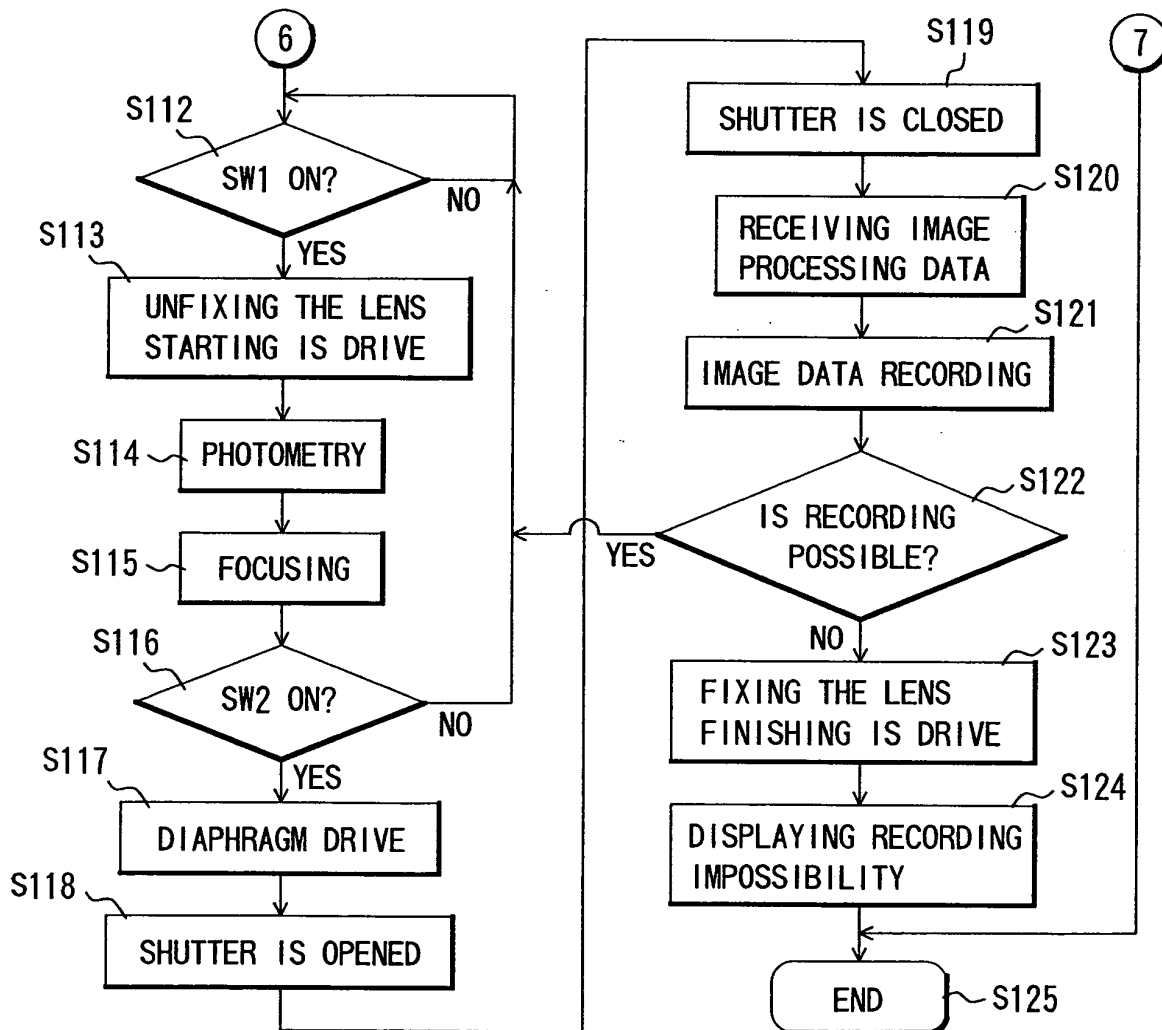 6
S112
SW1 ON?
NO
YES
S113
UNFIXING THE LENS
STARTING IS DRIVE
S114
PHOTOMETRY
S115
FOCUSING
S116
SW2 ON?
NO
YES
S117
DIAPHRAGM DRIVE
S118
SHUTTER IS OPENED
S119
SHUTTER IS CLOSED
S120
RECEIVING IMAGE
PROCESSING DATA
S121
IMAGE DATA RECORDING
S122
IS RECORDING
POSSIBLE?
YES
NO
S123
FIXING THE LENS
FINISHING IS DRIVE
S124
DISPLAYING RECORDING
IMPOSSIBILITY
7
END
S125